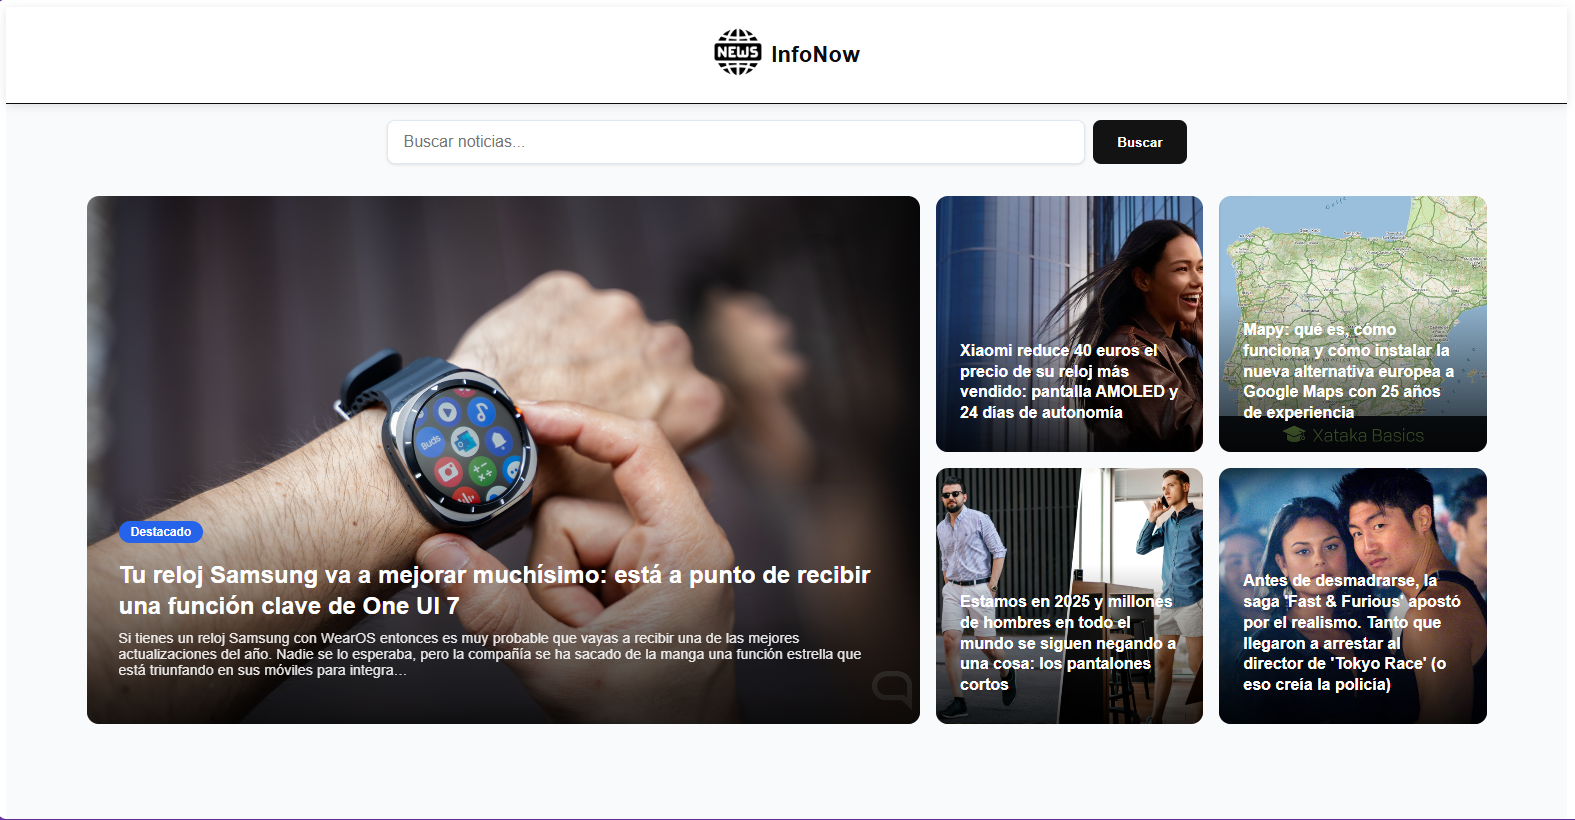 NEWS InfoNow
Buscar noticias...
Buscar
Destacado
Tu reloj Samsung va a mejorar muchísimo: está a punto de recibir
una función clave de One UI 7
Si tienes un reloj Samsung con WearOS entonces es muy probable que vayas a recibir una de las mejores
actualizaciones del año. Nadie se lo esperaba, pero la compañía se ha sacado de la manga una función estrella que
está triunfando en sus móviles para integra...
Buds
Xiaomi reduce 40 euros el
precio de su reloj más
vendido: pantalla AMOLED y
24 días de autonomía
Mapy: qué es, cómo
funciona y cómo instalar la
nueva alternativa europea a
Google Maps con 25 años
de experiencia
Xataka Basics
Estamos en 2025 y millones
de hombres en todo el
mundo se siguen negando a
una cosa: los pantalones
cortos
Antes de desmadrarse, la
saga 'Fast & Furious' apostó
por el realismo. Tanto que
llegaron a arrestar al
director de 'Tokyo Race' (o
eso creía la policía)